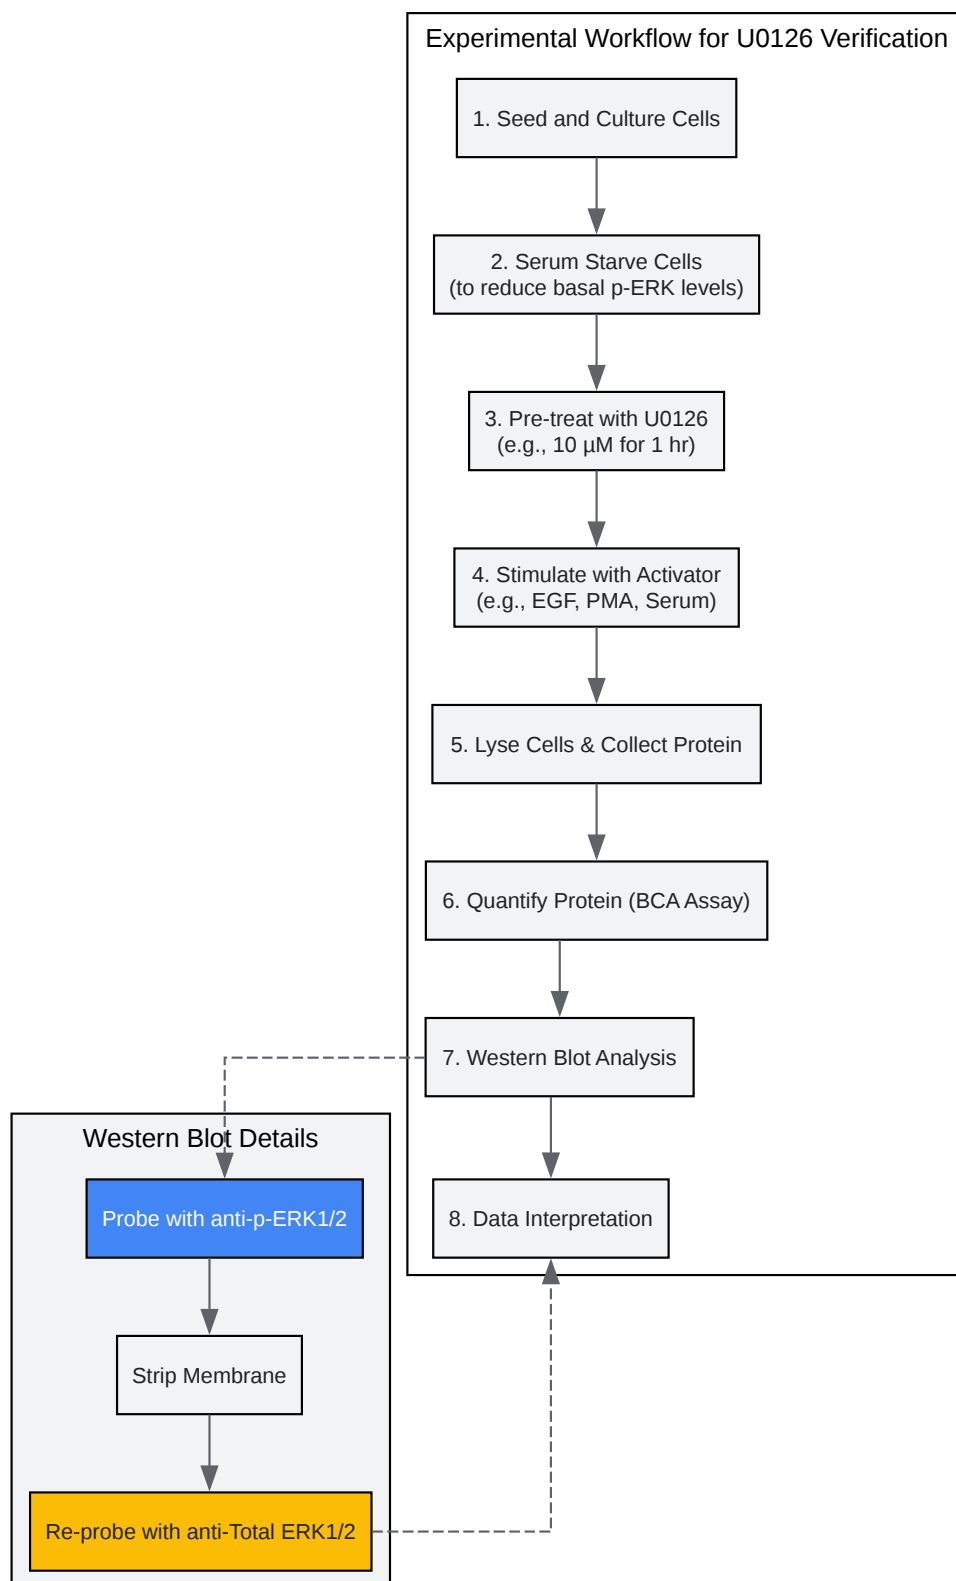 Experimental Workflow for U0126 Verification
1. Seed and Culture Cells
2. Serum Starve Cells
(to reduce basal p-ERK levels)
3. Pre-treat with U0126
(e.g., 10 µM for 1 hr)
4. Stimulate with Activator
(e.g., EGF, PMA, Serum)
5. Lyse Cells & Collect Protein
6. Quantify Protein (BCA Assay)
7. Western Blot Analysis
8. Data Interpretation
Western Blot Details
Probe with anti-p-ERK1/2
Strip Membrane
Re-probe with anti-Total ERK1/2